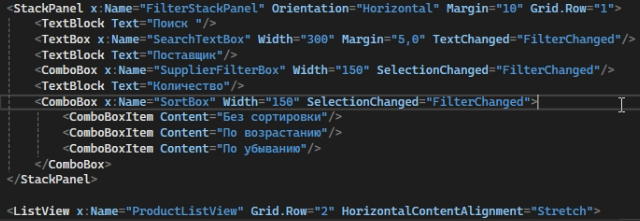 <StackPanel x:Name="FilterStackPanel" Orientation="Horizontal" Margin="10" Grid.Row="1">
<TextBlock Text="Поиск "/>
<TextBox x:Name="SearchTextBox" Width="300" Margin="5,0" TextChanged="FilterChanged"/>
<TextBlock Text="Поставщик"/>
<ComboBox x:Name="SupplierFilterBox" Width="150" SelectionChanged="FilterChanged"/>
<TextBlock Text="Количество"/>
<ComboBox x:Name="SortBox" Width="150" SelectionChanged="FilterChanged">
<ComboBoxItem Content="Без сортировки"/>
<ComboBoxItem Content="По возрастанию"/>
<ComboBoxItem Content="По убыванию"/>
</ComboBox>
</StackPanel>
<ListView x:Name="ProductListView" Grid.Row="2" HorizontalContentAlignment="Stretch">